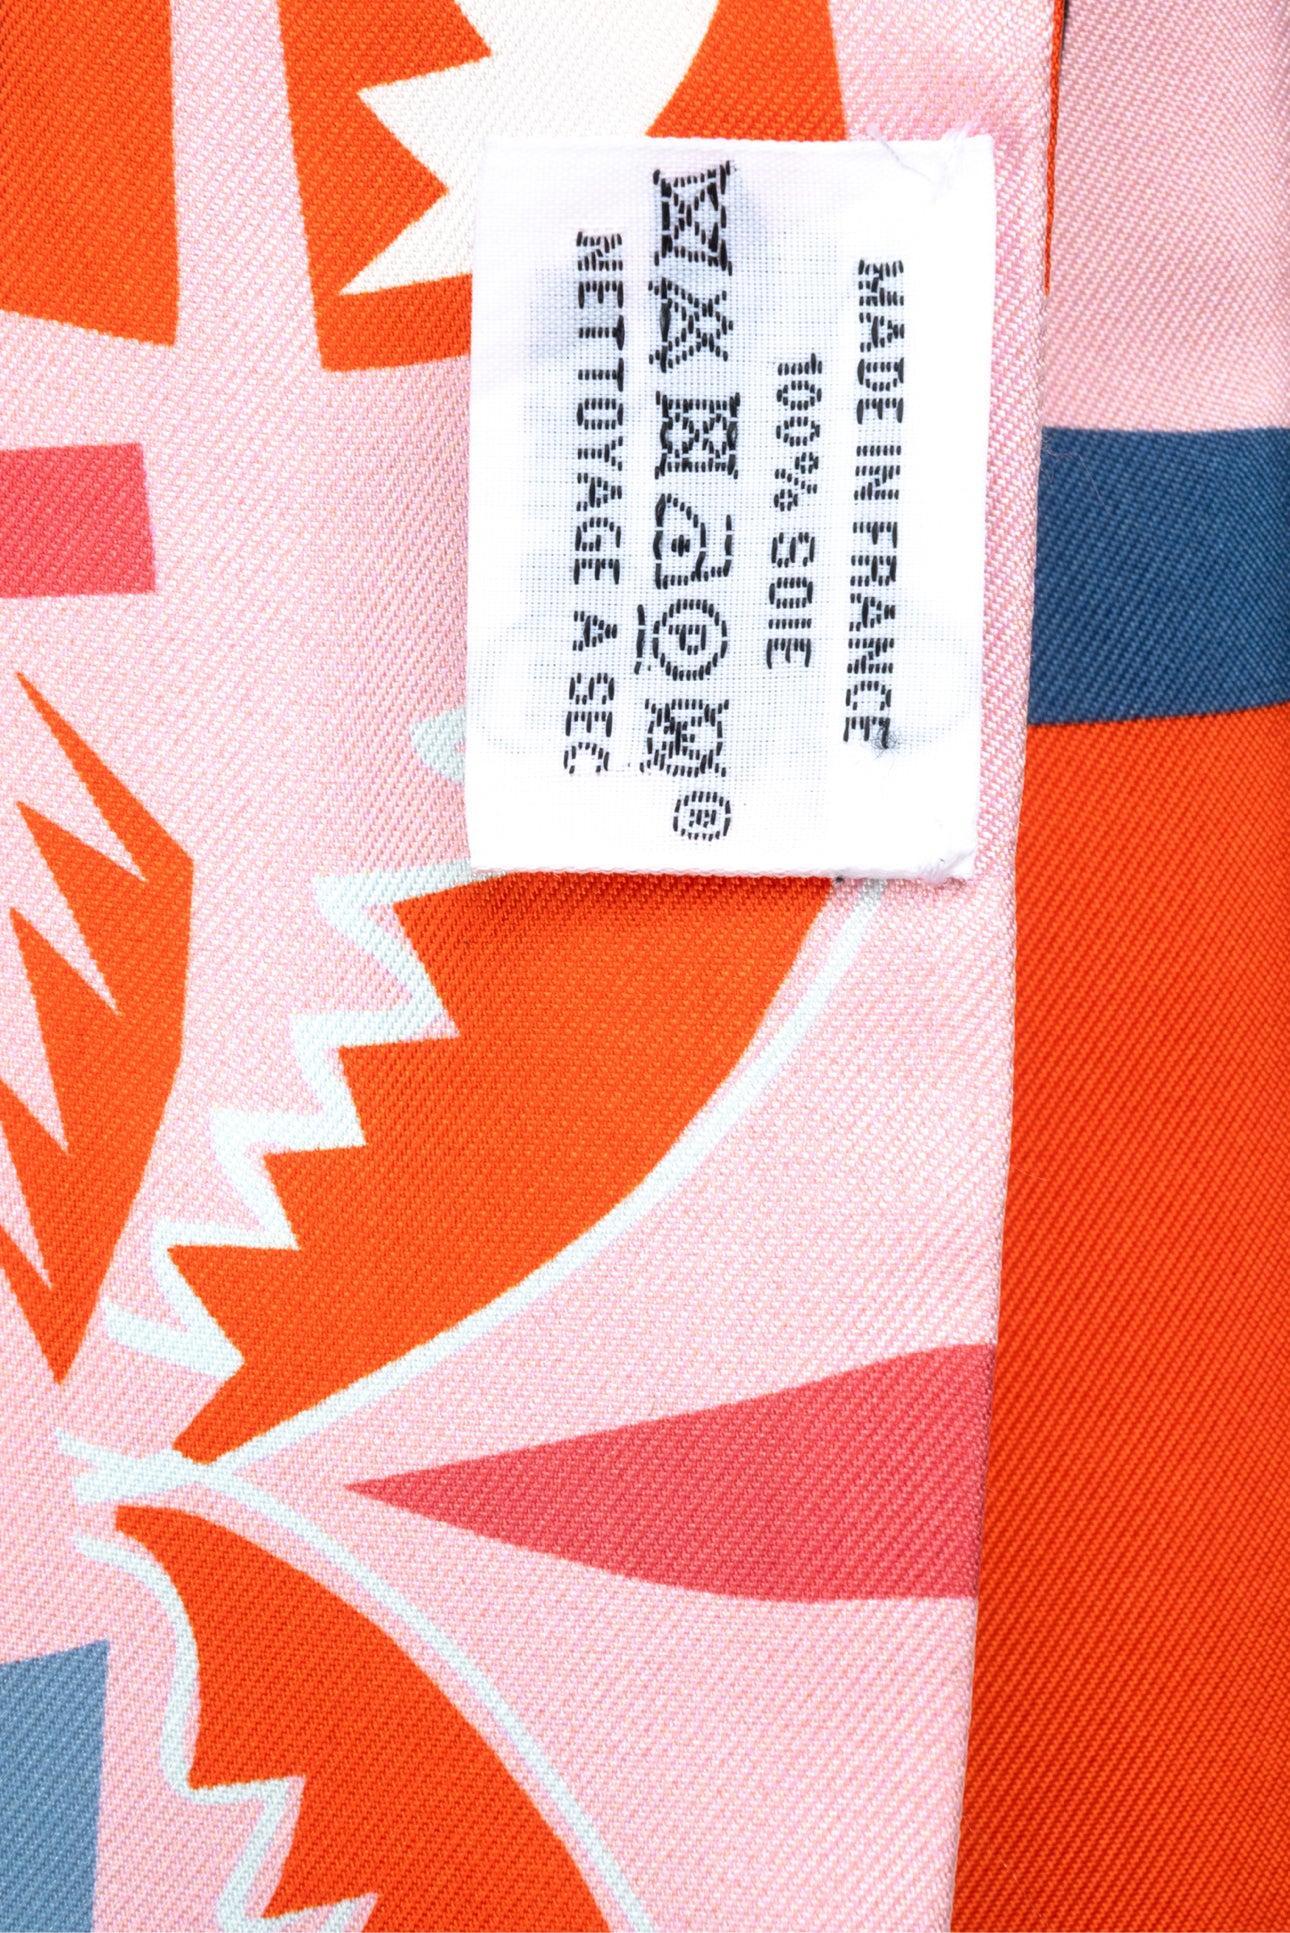 MADE IN FRANCE
100% SOIE
P W ®
NETTOYAGE A SEC